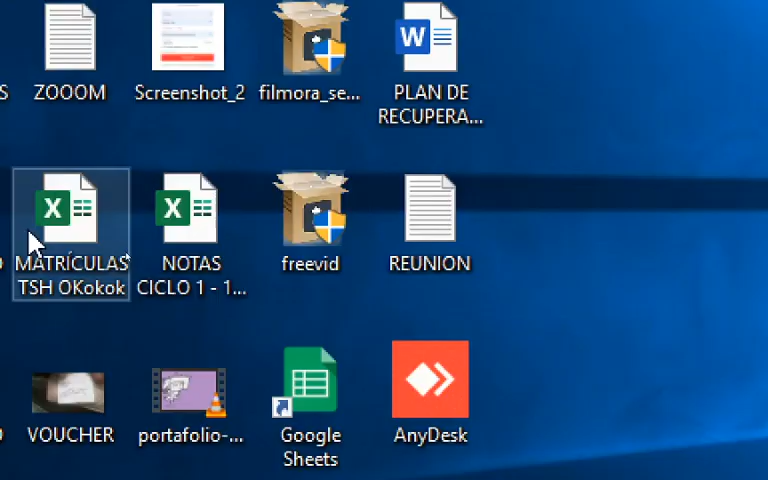 S
ZOOOM
Screenshot_2
filmora_se...
PLAN DE
RECUPERA...
MATRÍCULAS
TSH OKokok
NOTAS
CICLO 1 - 1...
freevid
REUNION
VOUCHER
portafolio-...
Google
Sheets
AnyDesk